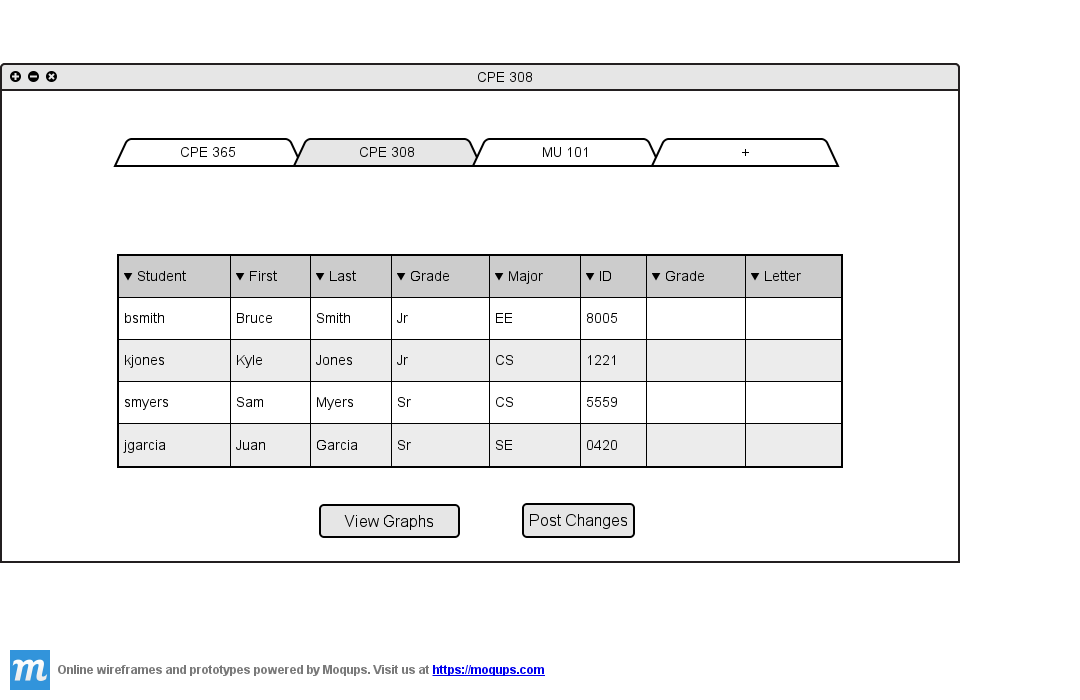 CPE 308
CPE 365 CPE 308 MU 101 +
▼ Student ▼ First ▼ Last ▼ Grade ▼ Major ▼ ID ▼ Grade ▼ Letter
bsmith Bruce Smith Jr EE 8005
kjones Kyle Jones Jr CS 1221
smyers Sam Myers Sr CS 5559
jgarcia Juan Garcia Sr SE 0420
View Graphs Post Changes
m Online wireframes and prototypes powered by Moqups. Visit us at https://moqups.com